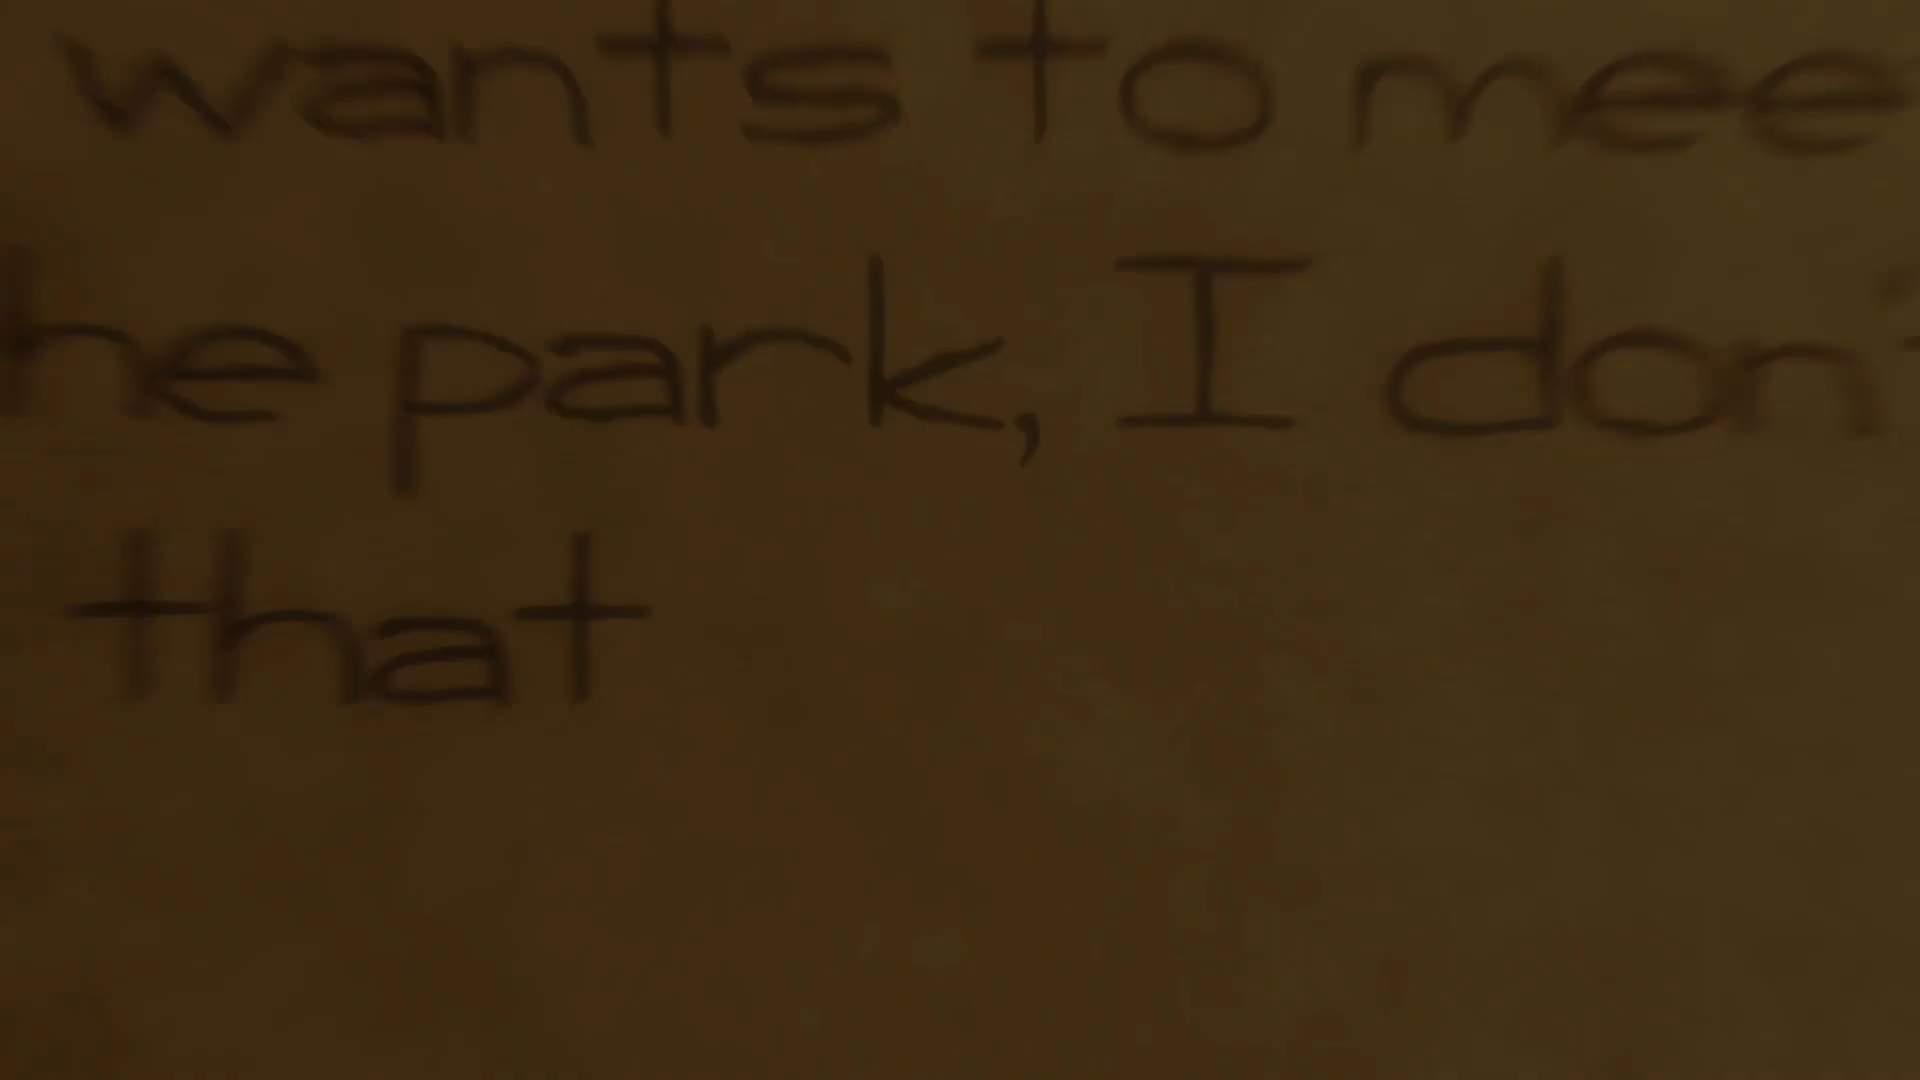 wants to mee
he park, I don'
that